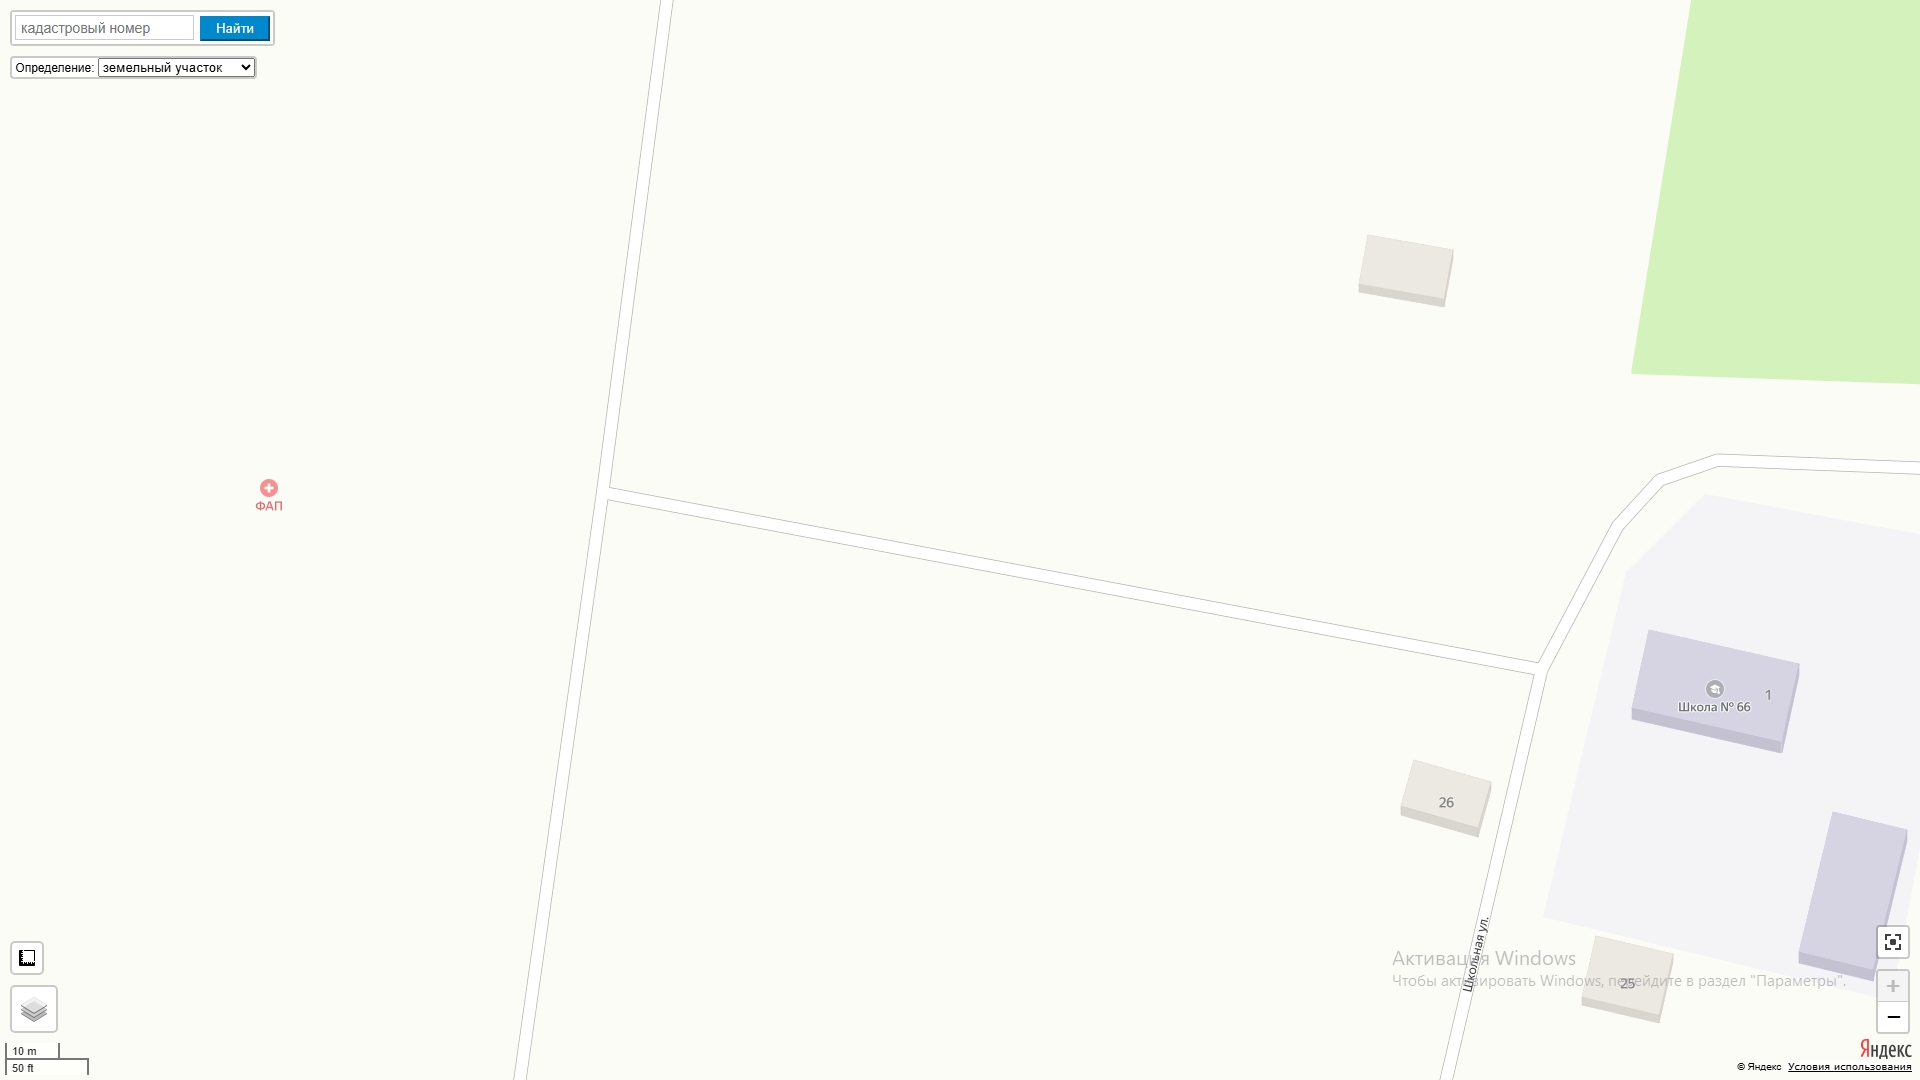 кадастровый номер
Найти
Определение: земельный участок
ФАП
1
Школа № 66
26
Школьная ул.
25
Активация Windows
Чтобы активировать Windows, перейдите в раздел "Параметры".
10 m
50 ft
+
−
Яндекс
© Яндекс Условия использования